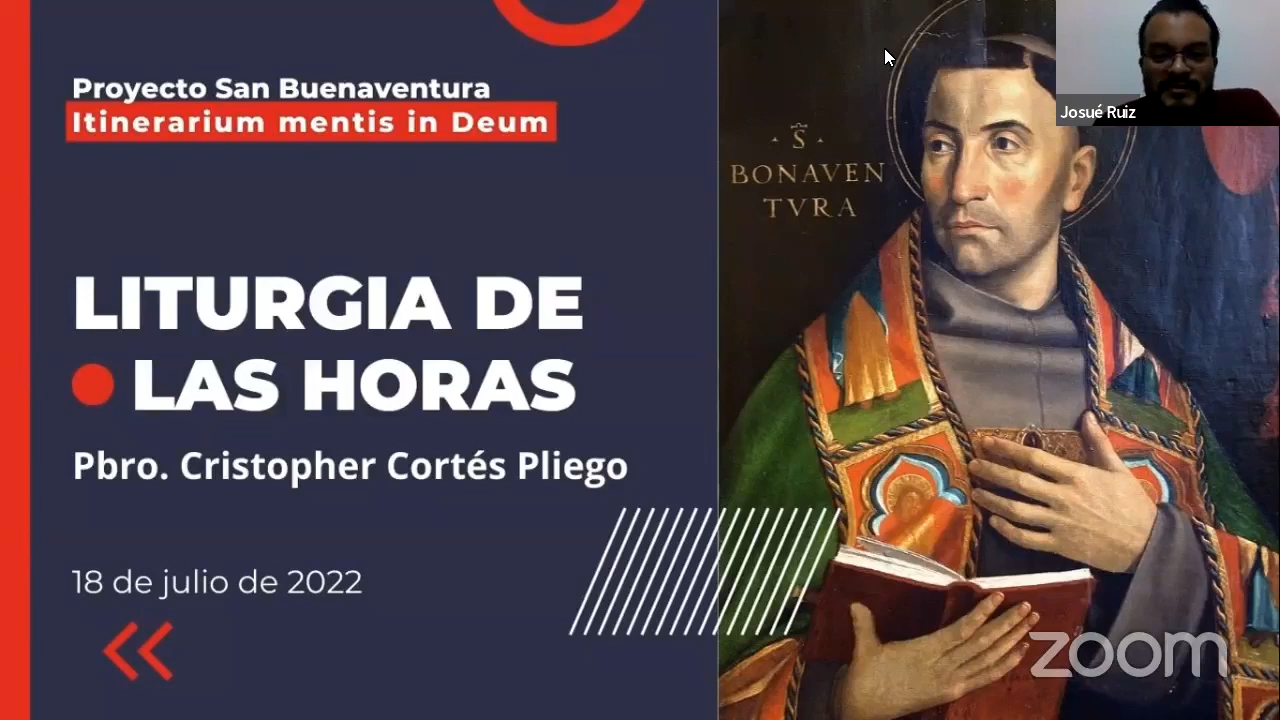 Proyecto San Buenaventura
Itinerarium mentis in Deum
LITURGIA DE
LAS HORAS
Pbro. Cristopher Cortés Pliego
18 de julio de 2022
S̃
BONAVEN
TVRA
Josué Ruiz
zoom